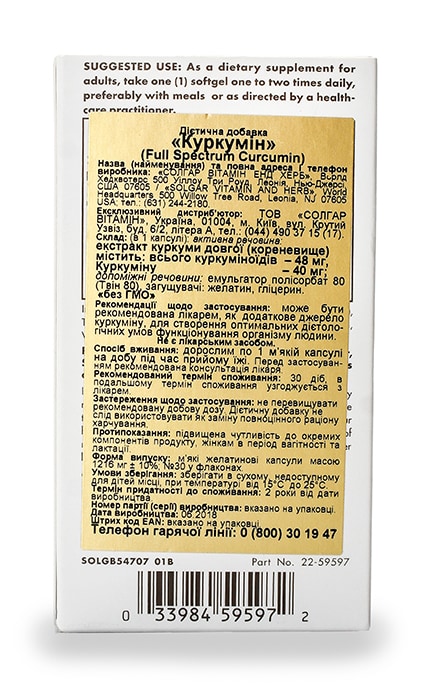 SUGGESTED USE: As a dietary supplement for
adults, take one (1) softgel one to two times daily,
preferably with meals or as directed by a health-
care practitioner.
Дієтична добавка
«Куркумін»
(Full Spectrum Curcumin)
Назва (найменування) та повна адреса і телефон
виробника: «СОЛГАР ВІТАМІН ЕНД ХЕРБ», Ворлд
Хедквотерс 500 Уіллоу Трі Роуд, Леонія, Нью-Джерсі,
США 07605 / «SOLGAR VITAMIN AND HERB», World
Headquarters 500 Willow Tree Road, Leonia, NJ 07605
USA; тел.: (631) 244-2180.
Ексклюзивний дистриб'ютор: ТОВ «СОЛГАР
ВІТАМІН», Україна, 01004, м. Київ, вул. Крутий
Узвіз, буд. 6/2, літера А, тел.: (044) 490 37 15 (17).
Склад: (в 1 капсулі): активна речовина:
екстракт куркуми довгої (кореневище)
містить: всього куркуміноїдів – 48 мг,
Куркуміну – 40 мг;
допоміжні речовини: емульгатор полісорбат 80
(Твін 80), загущувачі: желатин, гліцерин.
«без ГМО»
Рекомендації щодо застосування: може бути
рекомендована лікарем, як додаткове джерело
куркуміну, для створення оптимальних дієтоло-
гічних умов функціонування організму людини.
Не є лікарським засобом.
Спосіб вживання: дорослим по 1 м'якій капсулі
на добу під час прийому їжі. Перед застосуван-
ням рекомендована консультація лікаря.
Рекомендований термін споживання: 30 діб, в
подальшому термін споживання узгоджується з
лікарем.
Застереження щодо застосування: не перевищувати
рекомендовану добову дозу. Дієтичну добавку не
слід використовувати як заміну повноцінного раціону
харчування.
Протипоказання: підвищена чутливість до окремих
компонентів продукту, жінкам в період вагітності та
лактації.
Форма випуску: м'які желатинові капсули масою
1216 мг ± 10%; №30 у флаконах.
Умови зберігання: зберігати в сухому, недоступному
для дітей місці, при температурі від 15°С до 25°С.
Термін придатності до споживання: 2 роки від дати
виробництва.
Номер партії (серії) виробництва: вказано на упаковці.
Дата виробництва: 06.2018
Штрих код EAN: вказано на упаковці
Телефон гарячої лінії: 0 (800) 30 19 47
SOLGB54707 01B Part No. 22-59597
0 33984 59597 2